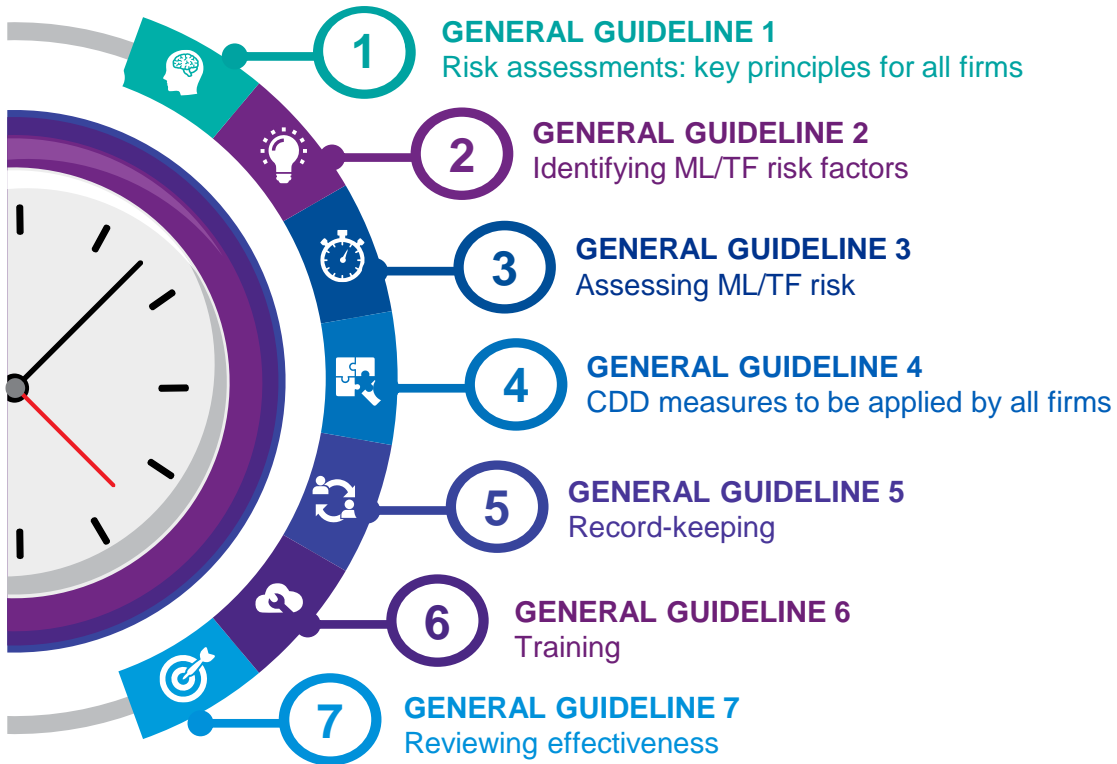 1
GENERAL GUIDELINE 1
Risk assessments: key principles for all firms
2
GENERAL GUIDELINE 2
Identifying ML/TF risk factors
3
GENERAL GUIDELINE 3
Assessing ML/TF risk
4
GENERAL GUIDELINE 4
CDD measures to be applied by all firms
5
GENERAL GUIDELINE 5
Record-keeping
6
GENERAL GUIDELINE 6
Training
7
GENERAL GUIDELINE 7
Reviewing effectiveness